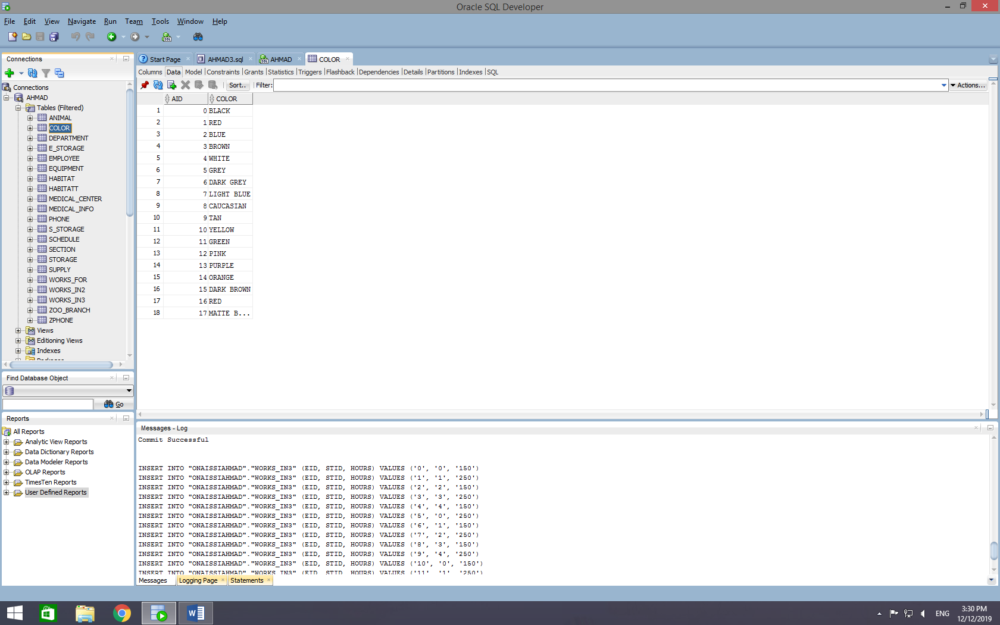 Oracle SQL Developer
File Edit View Navigate Run Team Tools Window Help
Connections
Connections
AHMAD
Tables (Filtered)
ANIMAL
COLOR
DEPARTMENT
E_STORAGE
EMPLOYEE
EQUIPMENT
HABITAT
HABITATT
MEDICAL_CENTER
MEDICAL_INFO
PHONE
S_STORAGE
SCHEDULE
SECTION
STORAGE
SUPPLY
WORKS_FOR
WORKS_IN2
WORKS_IN3
ZOO_BRANCH
ZPHONE
Views
Editioning Views
Indexes
Find Database Object
Go
Reports
All Reports
Analytic View Reports
Data Dictionary Reports
Data Modeler Reports
OLAP Reports
TimesTen Reports
User Defined Reports
Start Page AHMAD3.sql AHMAD COLOR
Columns Data Model Constraints Grants Statistics Triggers Flashback Dependencies Details Partitions Indexes SQL
Sort.. Filter: Actions...
AID COLOR
1 0 BLACK
2 1 RED
3 2 BLUE
4 3 BROWN
5 4 WHITE
6 5 GREY
7 6 DARK GREY
8 7 LIGHT BLUE
9 8 CAUCASIAN
10 9 TAN
11 10 YELLOW
12 11 GREEN
13 12 PINK
14 13 PURPLE
15 14 ORANGE
16 15 DARK BROWN
17 16 RED
18 17 MATTE B...
Messages - Log
Commit Successful
INSERT INTO "ONAISSIAHMAD"."WORKS_IN3" (EID, STID, HOURS) VALUES ('0', '0', '150')
INSERT INTO "ONAISSIAHMAD"."WORKS_IN3" (EID, STID, HOURS) VALUES ('1', '1', '250')
INSERT INTO "ONAISSIAHMAD"."WORKS_IN3" (EID, STID, HOURS) VALUES ('2', '2', '150')
INSERT INTO "ONAISSIAHMAD"."WORKS_IN3" (EID, STID, HOURS) VALUES ('3', '3', '250')
INSERT INTO "ONAISSIAHMAD"."WORKS_IN3" (EID, STID, HOURS) VALUES ('4', '4', '150')
INSERT INTO "ONAISSIAHMAD"."WORKS_IN3" (EID, STID, HOURS) VALUES ('5', '0', '250')
INSERT INTO "ONAISSIAHMAD"."WORKS_IN3" (EID, STID, HOURS) VALUES ('6', '1', '150')
INSERT INTO "ONAISSIAHMAD"."WORKS_IN3" (EID, STID, HOURS) VALUES ('7', '2', '250')
INSERT INTO "ONAISSIAHMAD"."WORKS_IN3" (EID, STID, HOURS) VALUES ('8', '3', '150')
INSERT INTO "ONAISSIAHMAD"."WORKS_IN3" (EID, STID, HOURS) VALUES ('9', '4', '250')
INSERT INTO "ONAISSIAHMAD"."WORKS_IN3" (EID, STID, HOURS) VALUES ('10', '0', '150')
INSERT INTO "ONAISSIAHMAD"."WORKS_IN3" (EID, STID, HOURS) VALUES ('11', '1', '250')
Messages Logging Page Statements
ENG
3:30 PM
12/12/2019